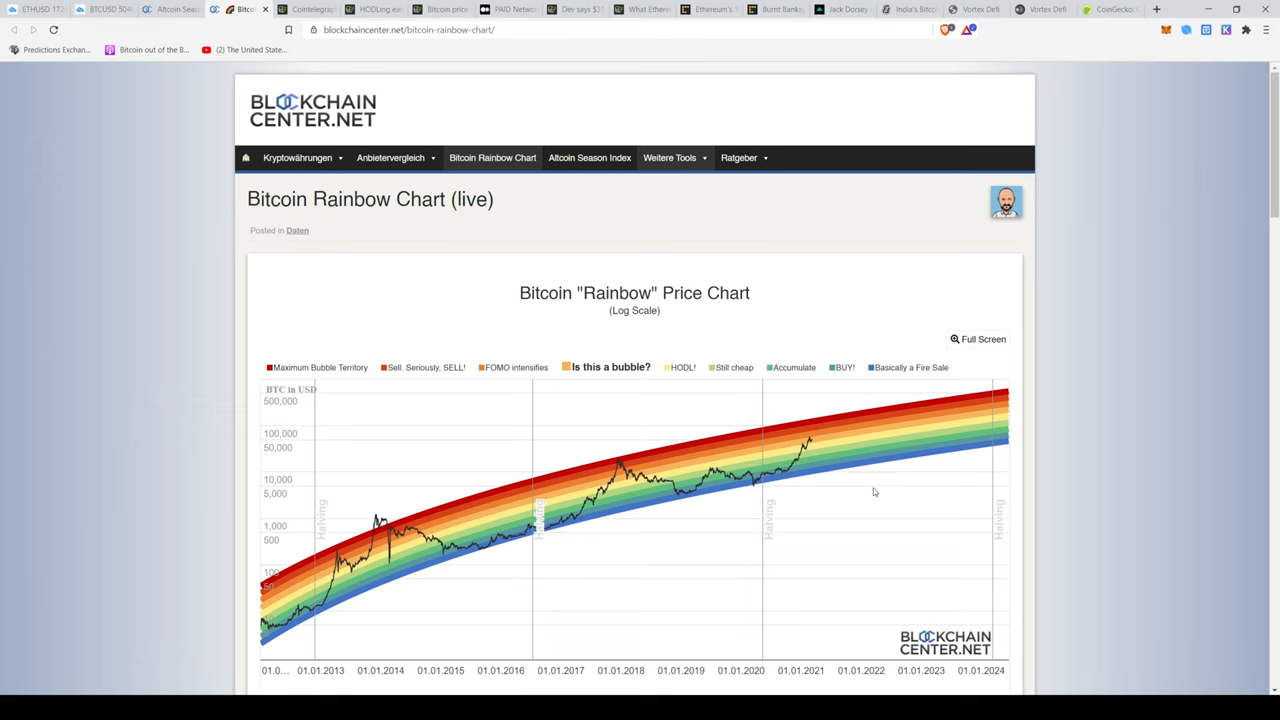 ETHUSD 172
BTCUSD 504
Altcoin Seas
Bitcoi
Cointelegrap
HODLing ea
Bitcoin price
PAID Netwo
Dev says $3
What Ether
Ethereum's
Burnt Banks
Jack Dorsey
India's Bitco
Vortex Defi
Vortex Defi
CoinGecko:
blockchaincenter.net/bitcoin-rainbow-chart/
Predictions Exchan...
Bitcoin out of the B...
(2) The United State...
BLOCKCHAIN
CENTER.NET
Kryptowährungen
Anbietervergleich
Bitcoin Rainbow Chart
Altcoin Season Index
Weitere Tools
Ratgeber
Bitcoin Rainbow Chart (live)
Posted in Daten
Bitcoin "Rainbow" Price Chart
(Log Scale)
Full Screen
Maximum Bubble Territory
Sell. Seriously, SELL!
FOMO intensifies
Is this a bubble?
HODL!
Still cheap
Accumulate
BUY!
Basically a Fire Sale
BTC in USD
500,000
100,000
50,000
10,000
5,000
1,000
500
100
50
Halving
Halving
Halving
Halving
BLOCKCHAIN
CENTER.NET
01.0...
01.01.2013
01.01.2014
01.01.2015
01.01.2016
01.01.2017
01.01.2018
01.01.2019
01.01.2020
01.01.2021
01.01.2022
01.01.2023
01.01.2024